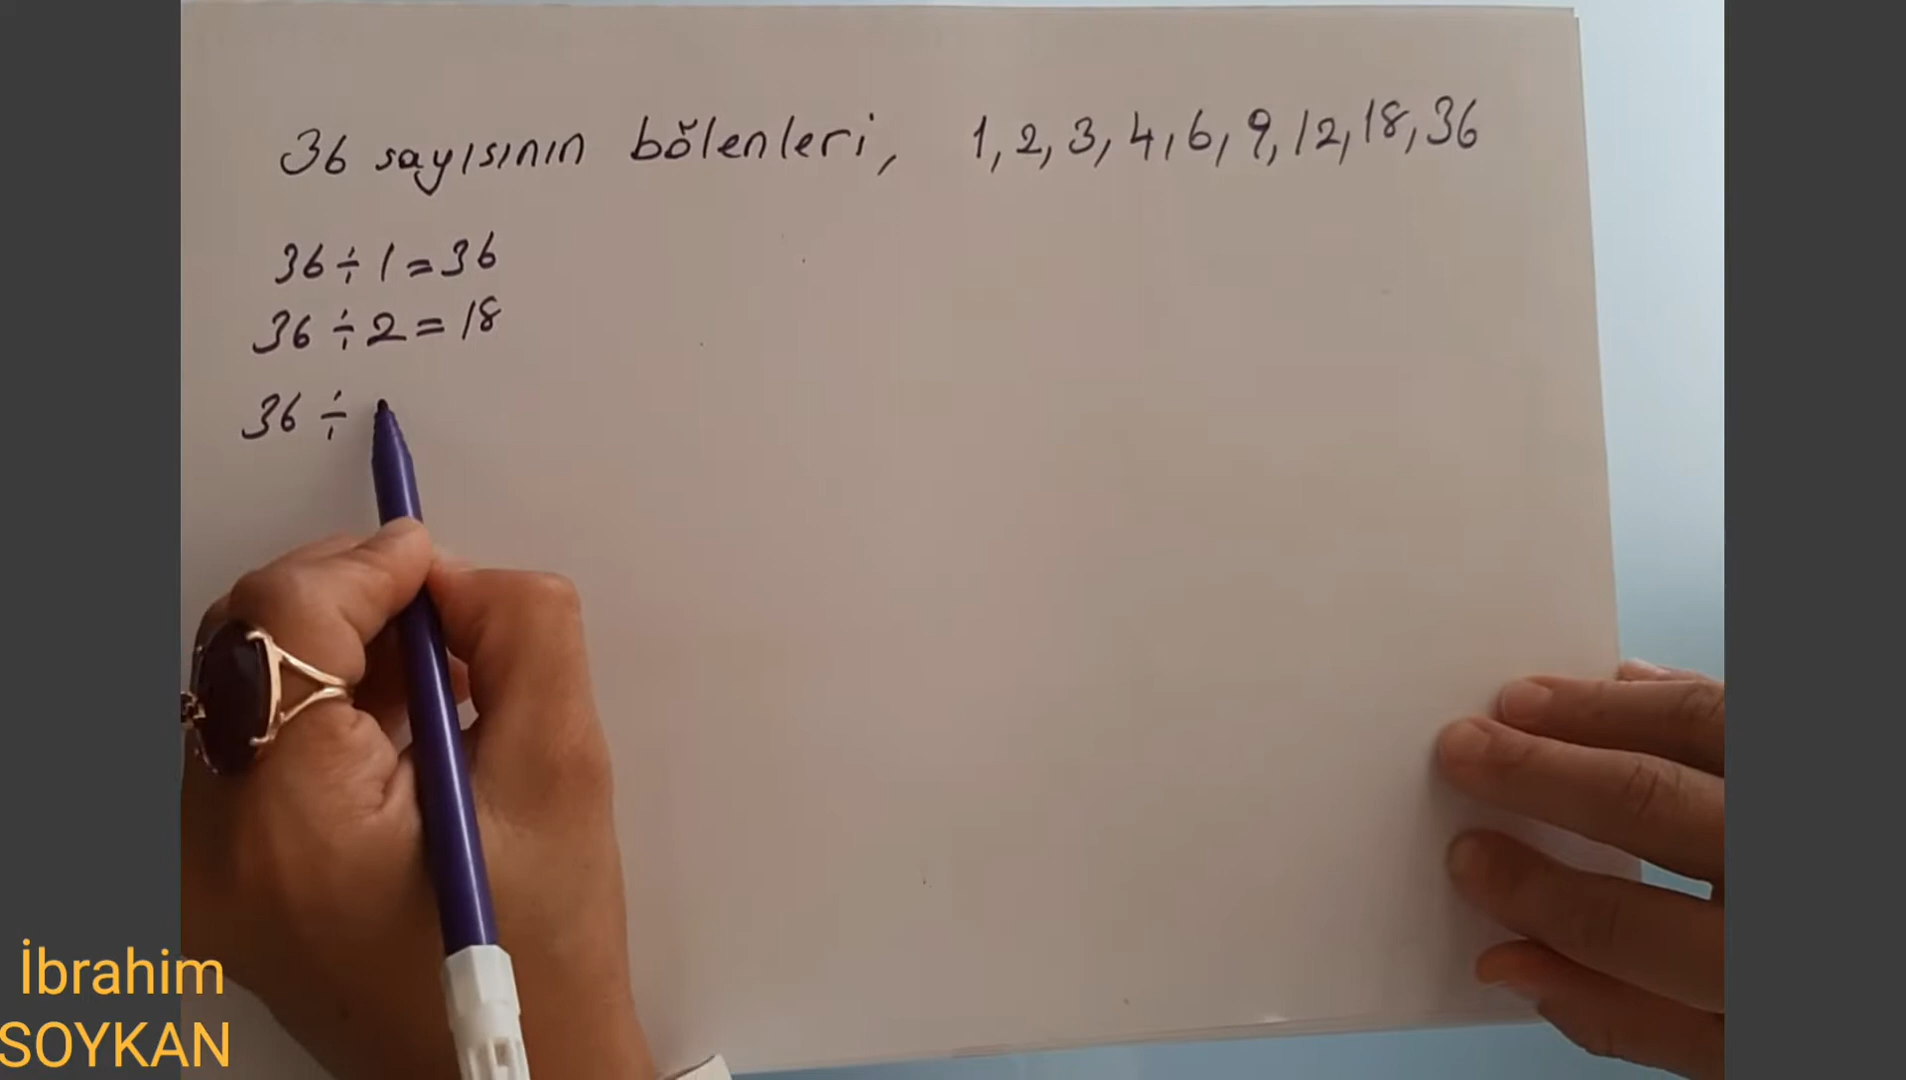 36 sayısının bölenleri, 1, 2, 3, 4, 6, 9, 12, 18, 36
36 ÷ 1 = 36
36 ÷ 2 = 18
36 ÷
İbrahim
SOYKAN